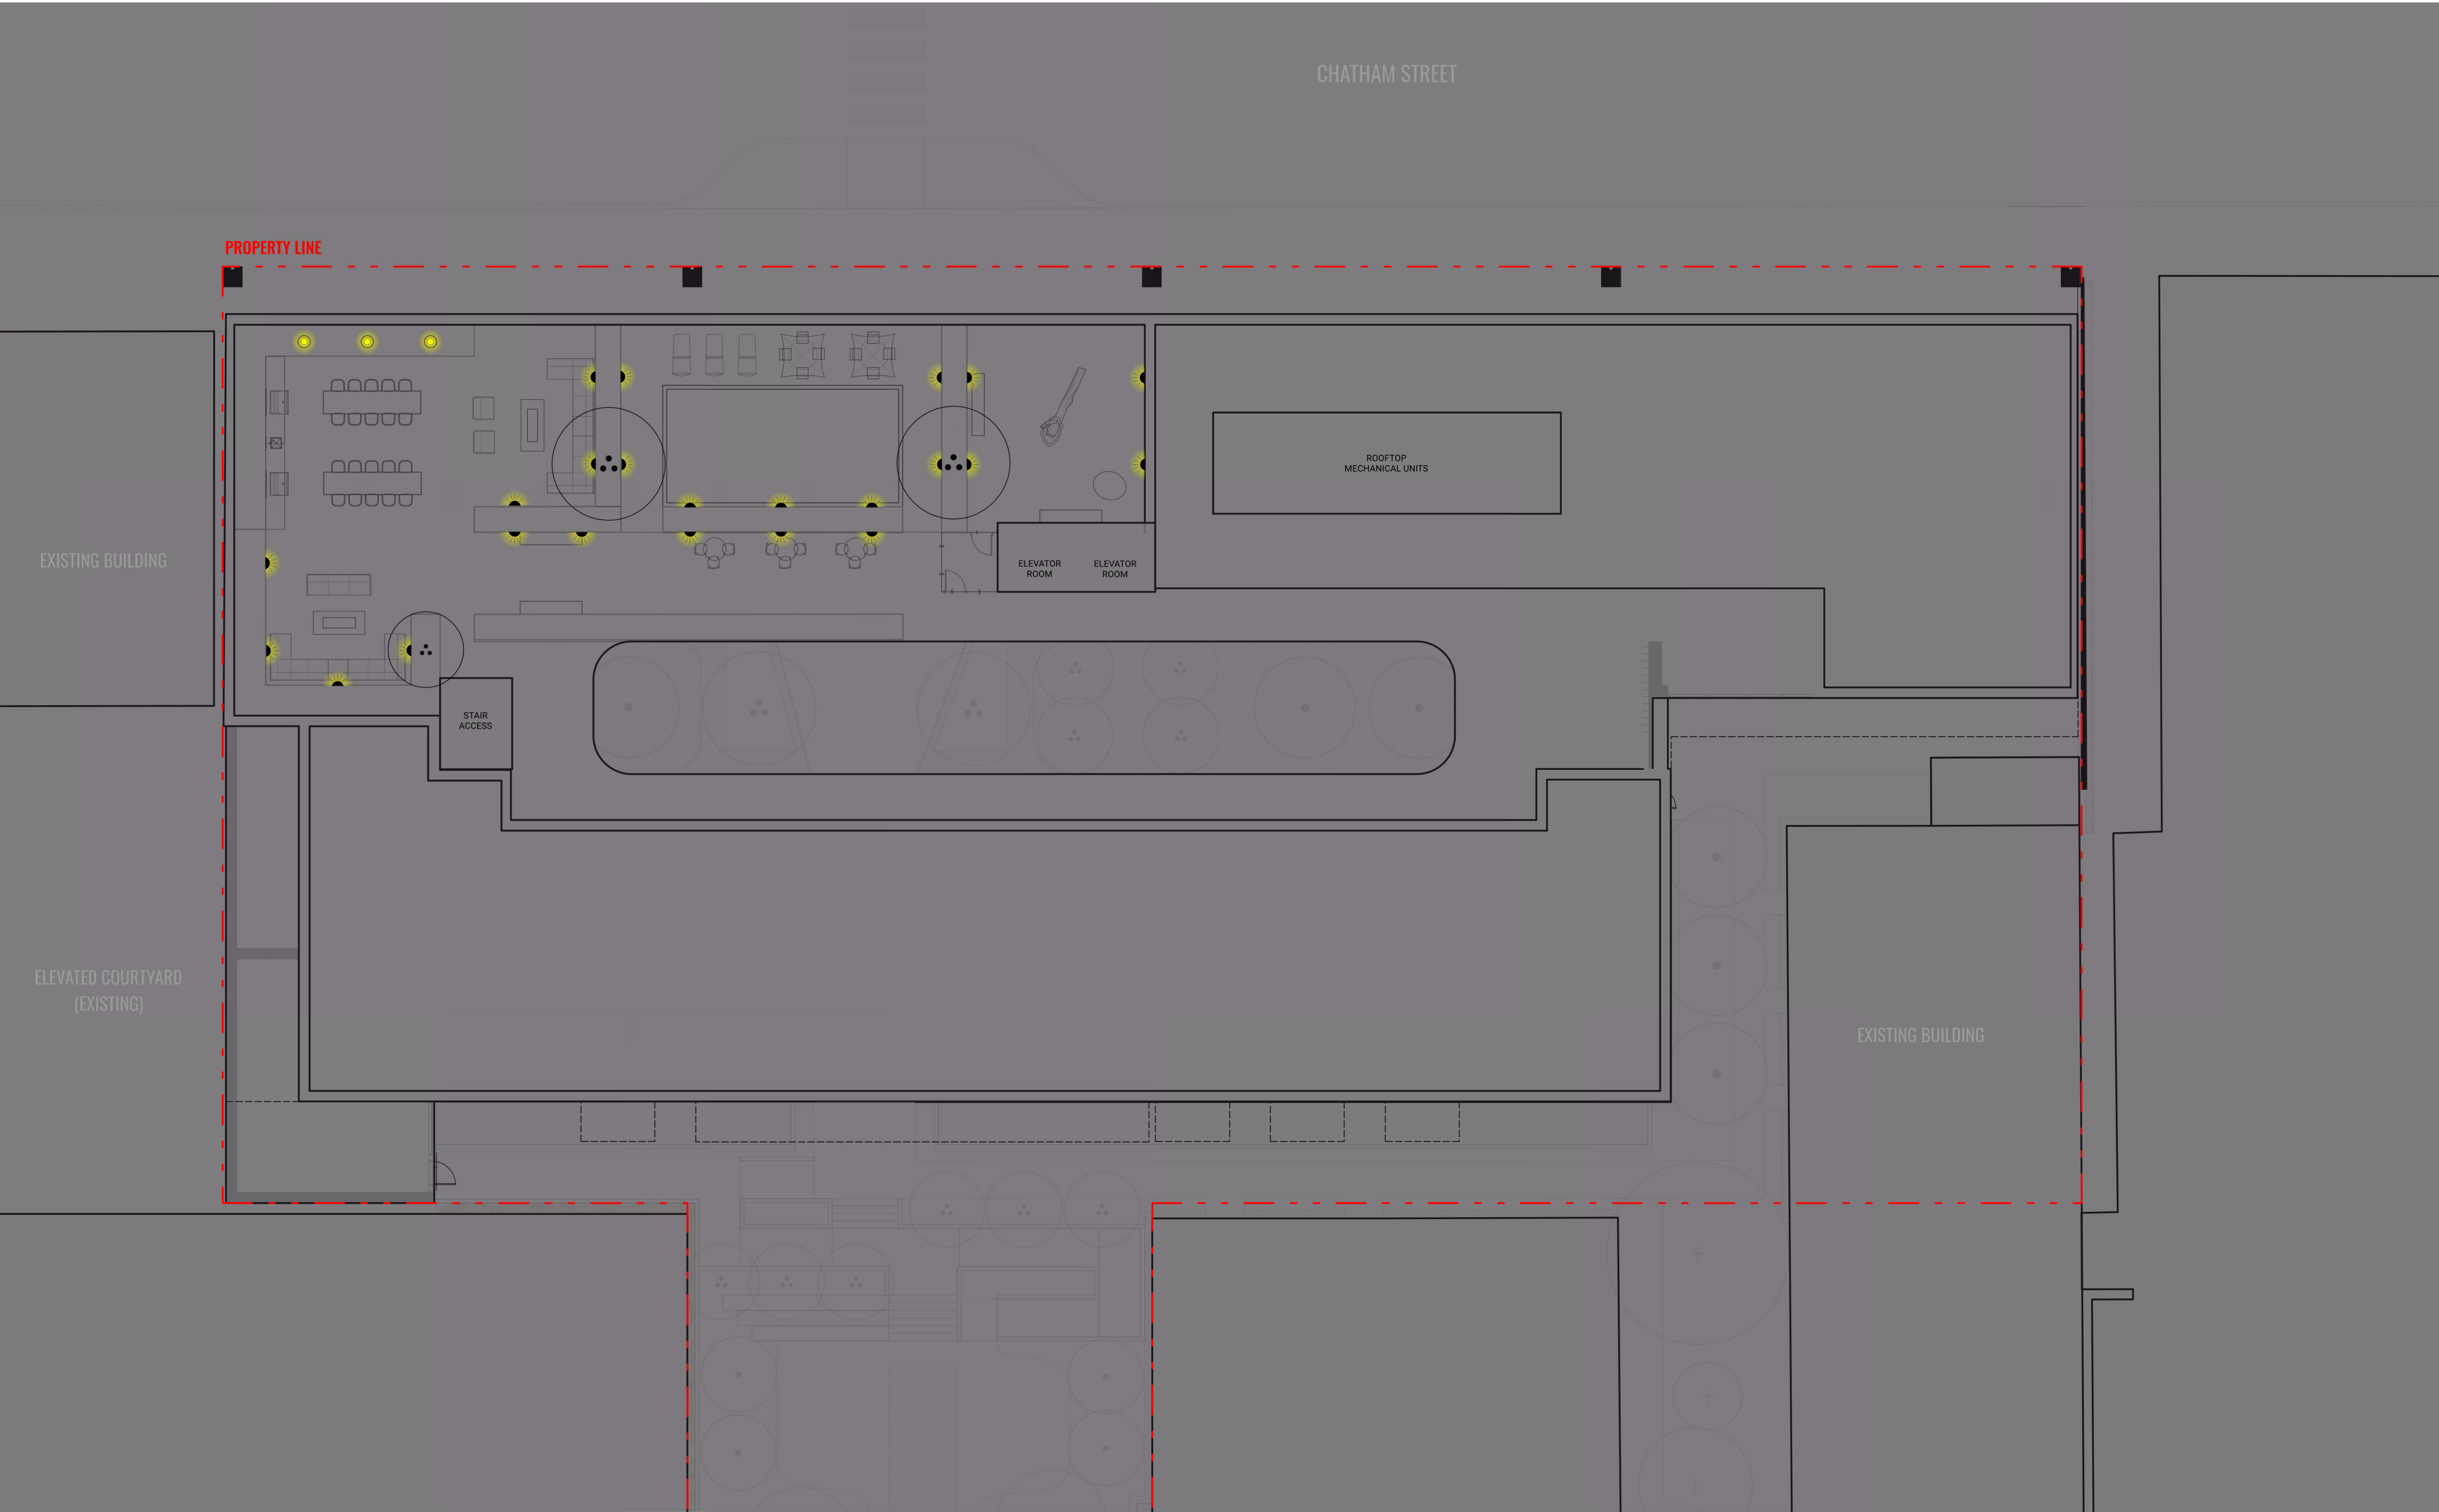 CHATHAM STREET
PROPERTY LINE
ROOFTOP
MECHANICAL UNITS
EXISTING BUILDING
ELEVATOR
ROOM
ELEVATOR
ROOM
STAIR
ACCESS
ELEVATED COURTYARD
(EXISTING)
EXISTING BUILDING